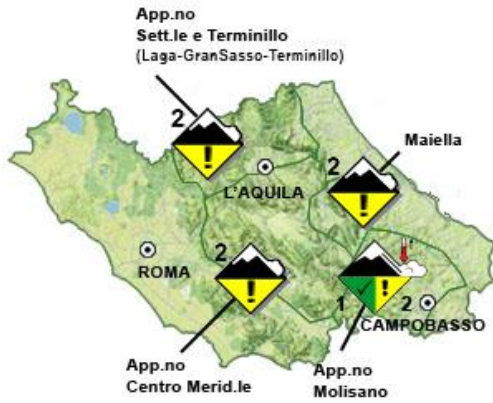 App.no
Sett.le e Terminillo
(Laga-GranSasso-Terminillo)
2
!
Maiella
L'AQUILA
2
!
ROMA
2
!
1
!
2
CAMPOBASSO
App.no
Centro Merid.le
App.no
Molisano